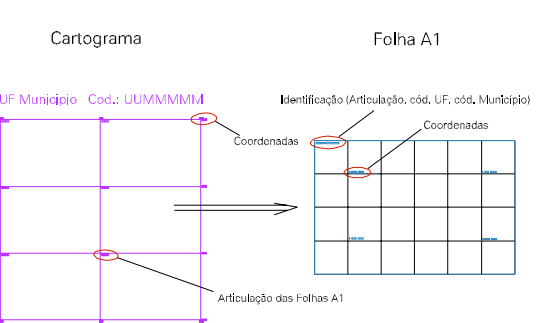 Cartograma
Folha A1
UF Município Cod.: UUMMMMM
Identificação (Articulação, cód. UF, cód. Município)
Coordenadas
Coordenadas
Articulação das Folhas A1